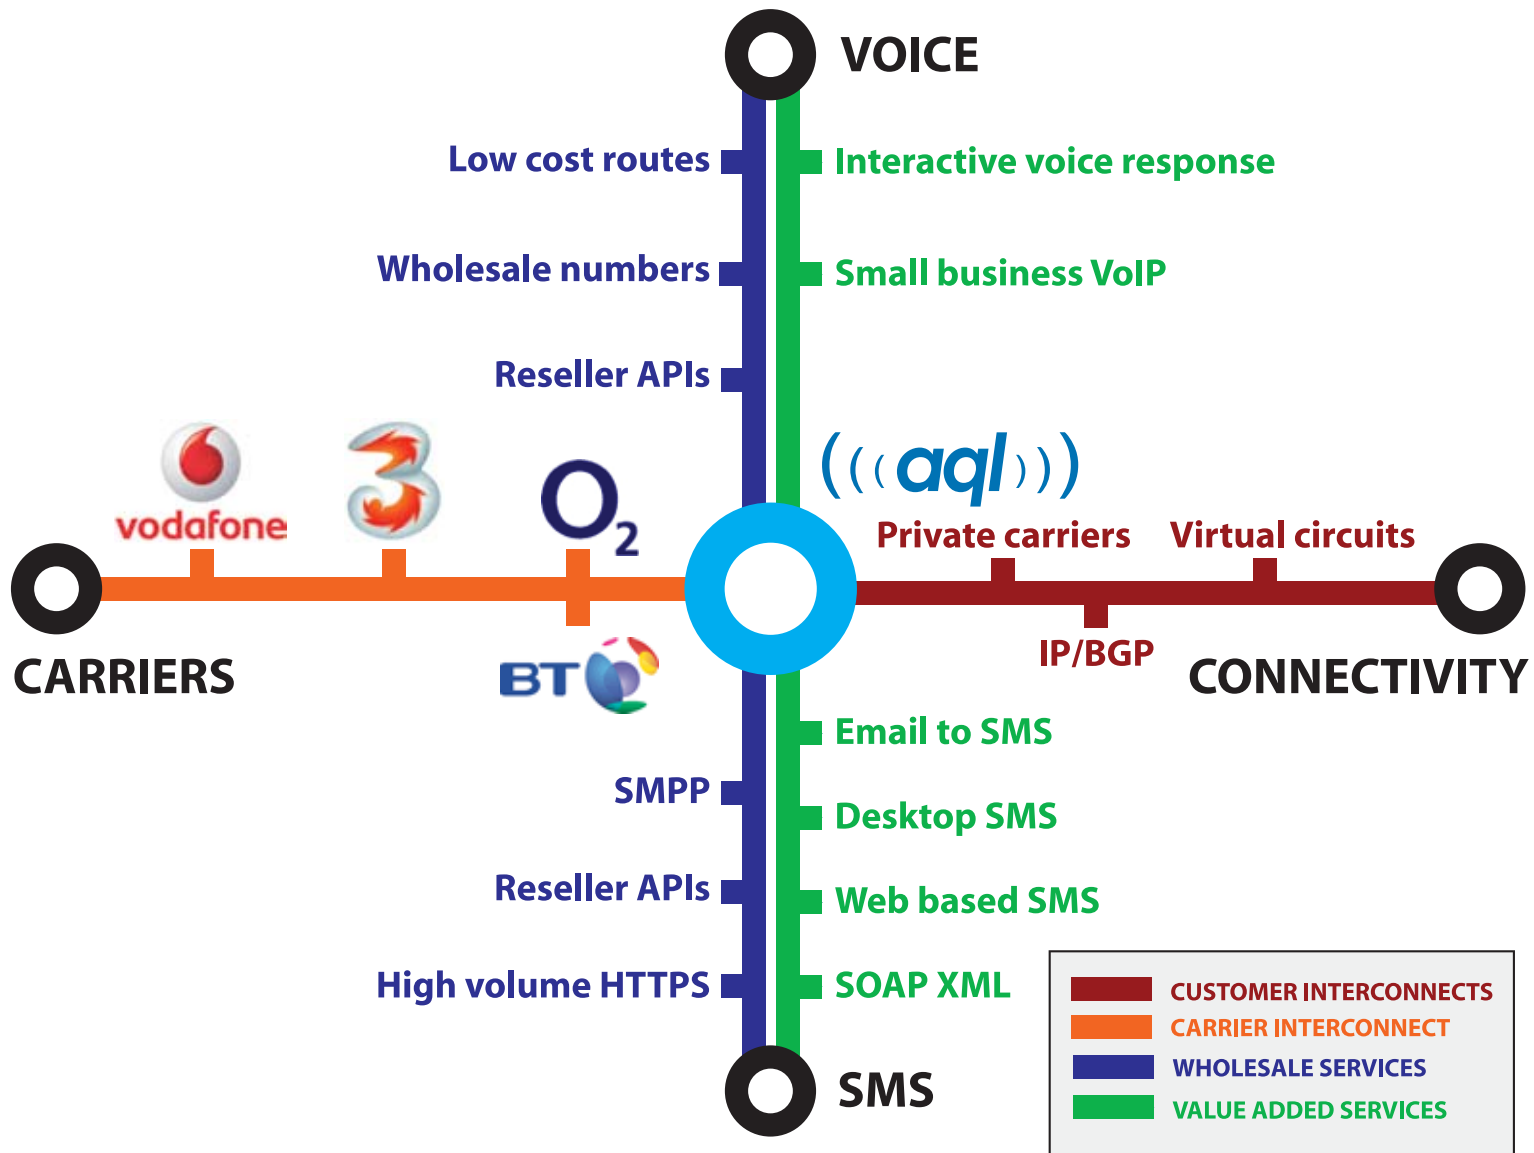 VOICE
Low cost routes
Interactive voice response
Wholesale numbers
Small business VoIP
Reseller APIs
vodafone
3
O2
(((aql)))
Private carriers
Virtual circuits
CARRIERS
BT
IP/BGP
CONNECTIVITY
Email to SMS
SMPP
Desktop SMS
Reseller APIs
Web based SMS
High volume HTTPS
SOAP XML
SMS
CUSTOMER INTERCONNECTS
CARRIER INTERCONNECT
WHOLESALE SERVICES
VALUE ADDED SERVICES